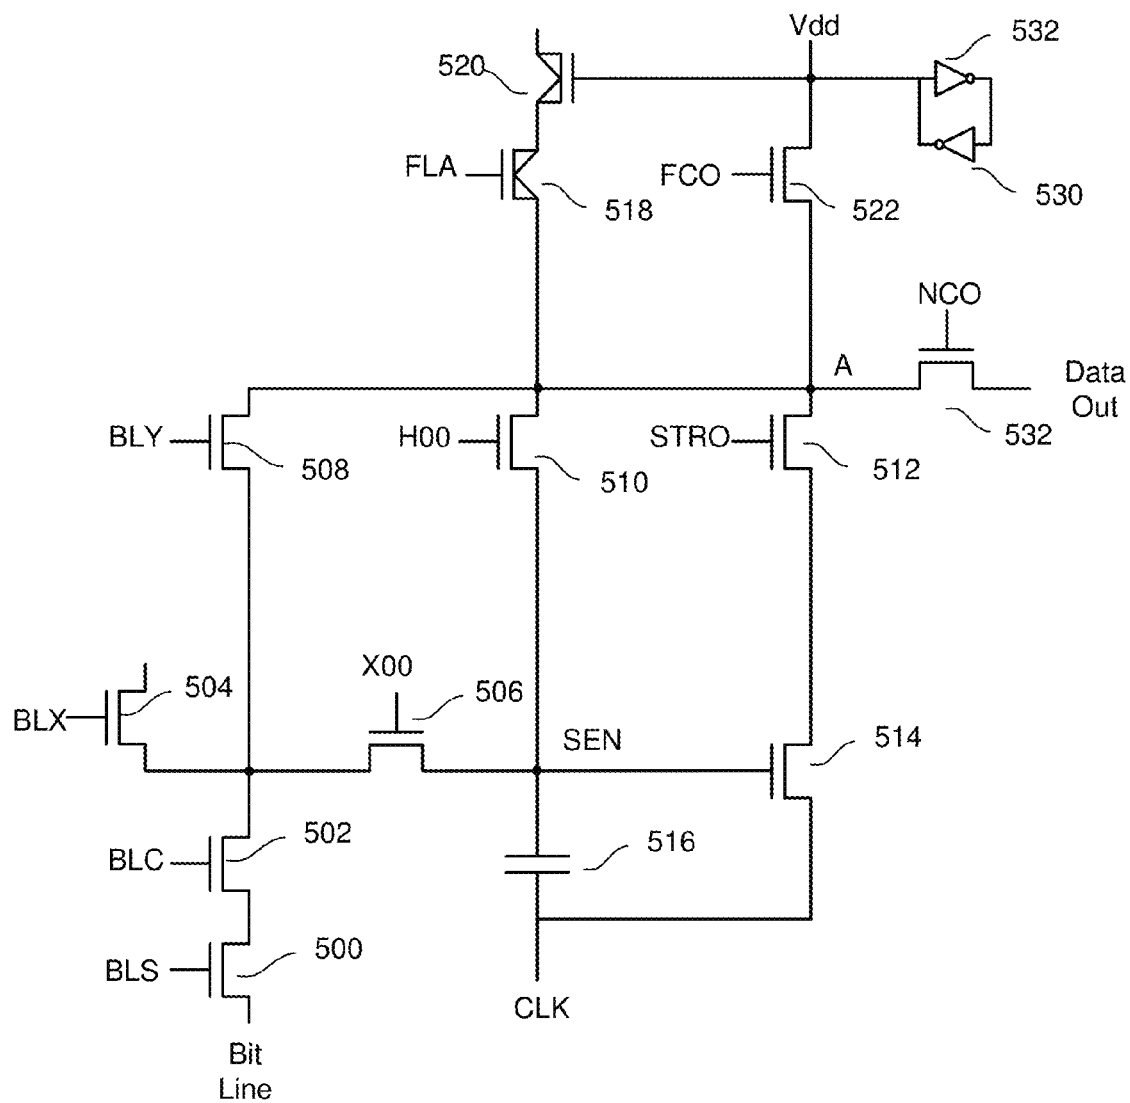 Vdd
532
520
FLA
518
FCO
522
530
NCO
A
Data
Out
BLY
508
H00
510
STRO
512
532
X00
504
506
BLX
SEN
514
502
BLC
516
500
BLS
CLK
Bit
Line